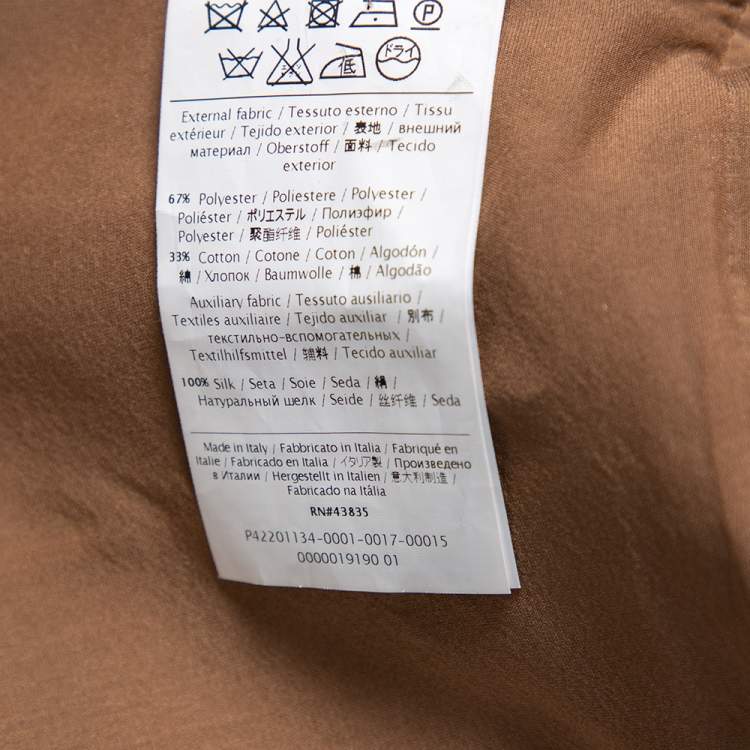 P
ドライ
低
External fabric / Tessuto esterno / Tissu
extérieur / Tejido exterior / 表地 / внешний
материал / Oberstoff / 面料 / Tecido
exterior
67% Polyester / Poliestere / Polyester /
Poliéster / ポリエステル / Полиэфир /
Polyester / 聚酯纤维 / Poliéster
33% Cotton / Cotone / Coton / Algodón /
綿 / Хлопок / Baumwolle / 棉 / Algodão
Auxiliary fabric / Tessuto ausiliario /
Textiles auxiliaire / Tejido auxiliar / 別布 /
текстильно-вспомогательных /
Textilhilfsmittel / 辅料 / Tecido auxiliar
100% Silk / Seta / Soie / Seda / 絹 /
Натуральный шелк / Seide / 丝纤维 / Seda
Made in Italy / Fabbricato in Italia / Fabriqué en
Italie / Fabricado en Italia / イタリア製 / Произведено
в Италии / Hergestellt in Italien / 意大利制造 /
Fabricado na Itália
RN#43835
P42201134-0001-0017-00015
0000019190 01